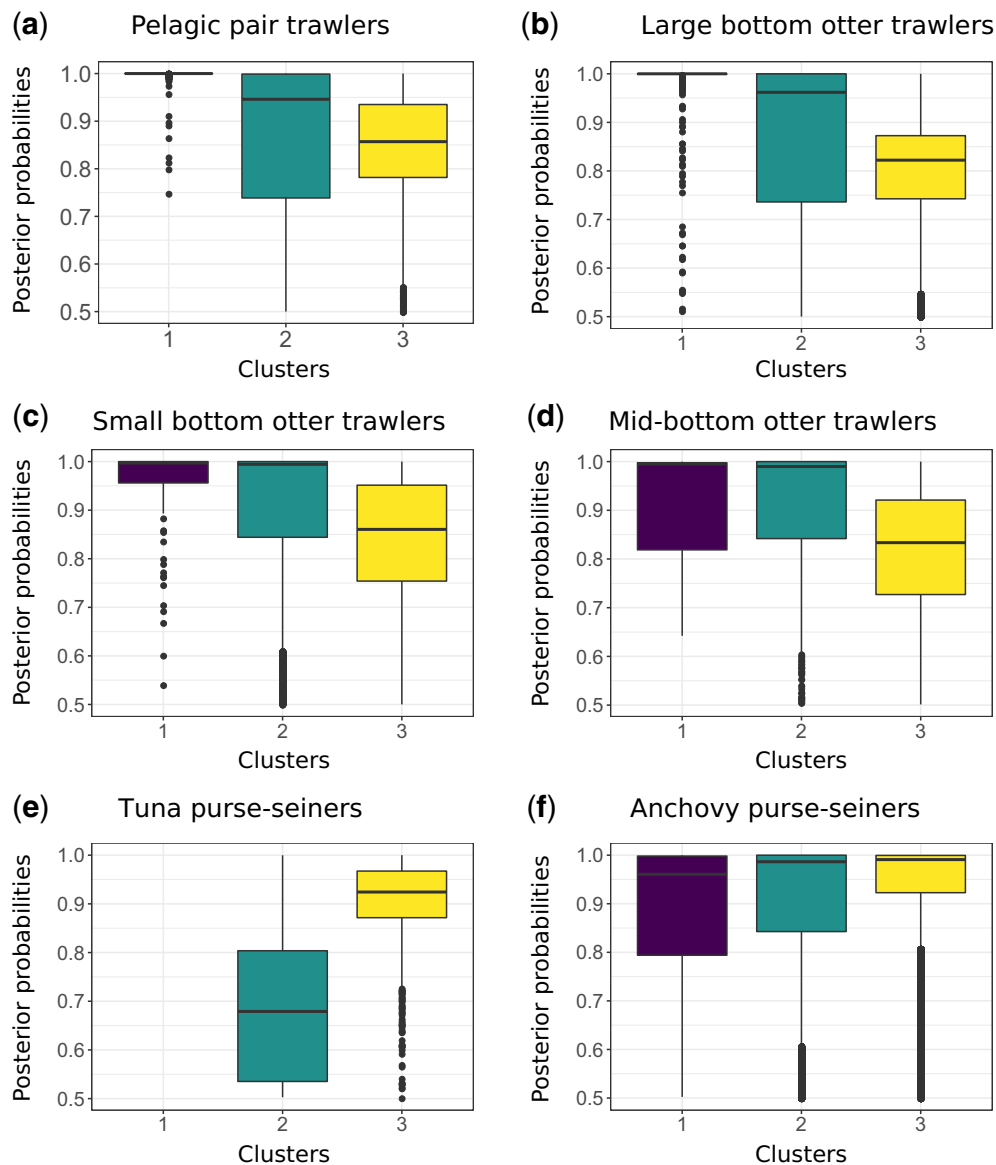 (a) Pelagic pair trawlers
Posterior probabilities
1.0
0.9
0.8
0.7
0.6
0.5
1 2 3
Clusters
(b) Large bottom otter trawlers
Posterior probabilities
1.0
0.9
0.8
0.7
0.6
0.5
1 2 3
Clusters
(c) Small bottom otter trawlers
Posterior probabilities
1.0
0.9
0.8
0.7
0.6
0.5
1 2 3
Clusters
(d) Mid-bottom otter trawlers
Posterior probabilities
1.0
0.9
0.8
0.7
0.6
0.5
1 2 3
Clusters
(e) Tuna purse-seiners
Posterior probabilities
1.0
0.9
0.8
0.7
0.6
0.5
1 2 3
Clusters
(f) Anchovy purse-seiners
Posterior probabilities
1.0
0.9
0.8
0.7
0.6
0.5
1 2 3
Clusters